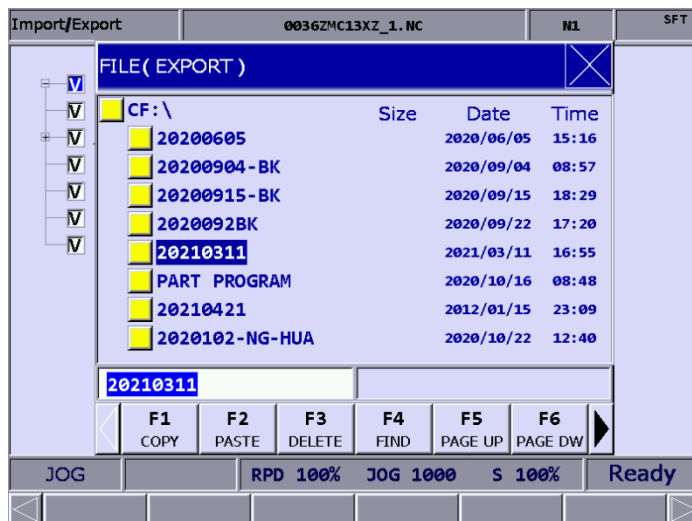 Import/Export 0036ZMC13XZ_1.NC N1 SFT
FILE( EXPORT )
CF:\ Size Date Time
20200605 2020/06/05 15:16
20200904-BK 2020/09/04 08:57
20200915-BK 2020/09/15 18:29
2020092BK 2020/09/22 17:20
20210311 2021/03/11 16:55
PART PROGRAM 2020/10/16 08:48
20210421 2012/01/15 23:09
2020102-NG-HUA 2020/10/22 12:40
20210311
F1 F2 F3 F4 F5 F6
COPY PASTE DELETE FIND PAGE UP PAGE DW
JOG RPD 100% JOG 1000 S 100% Ready